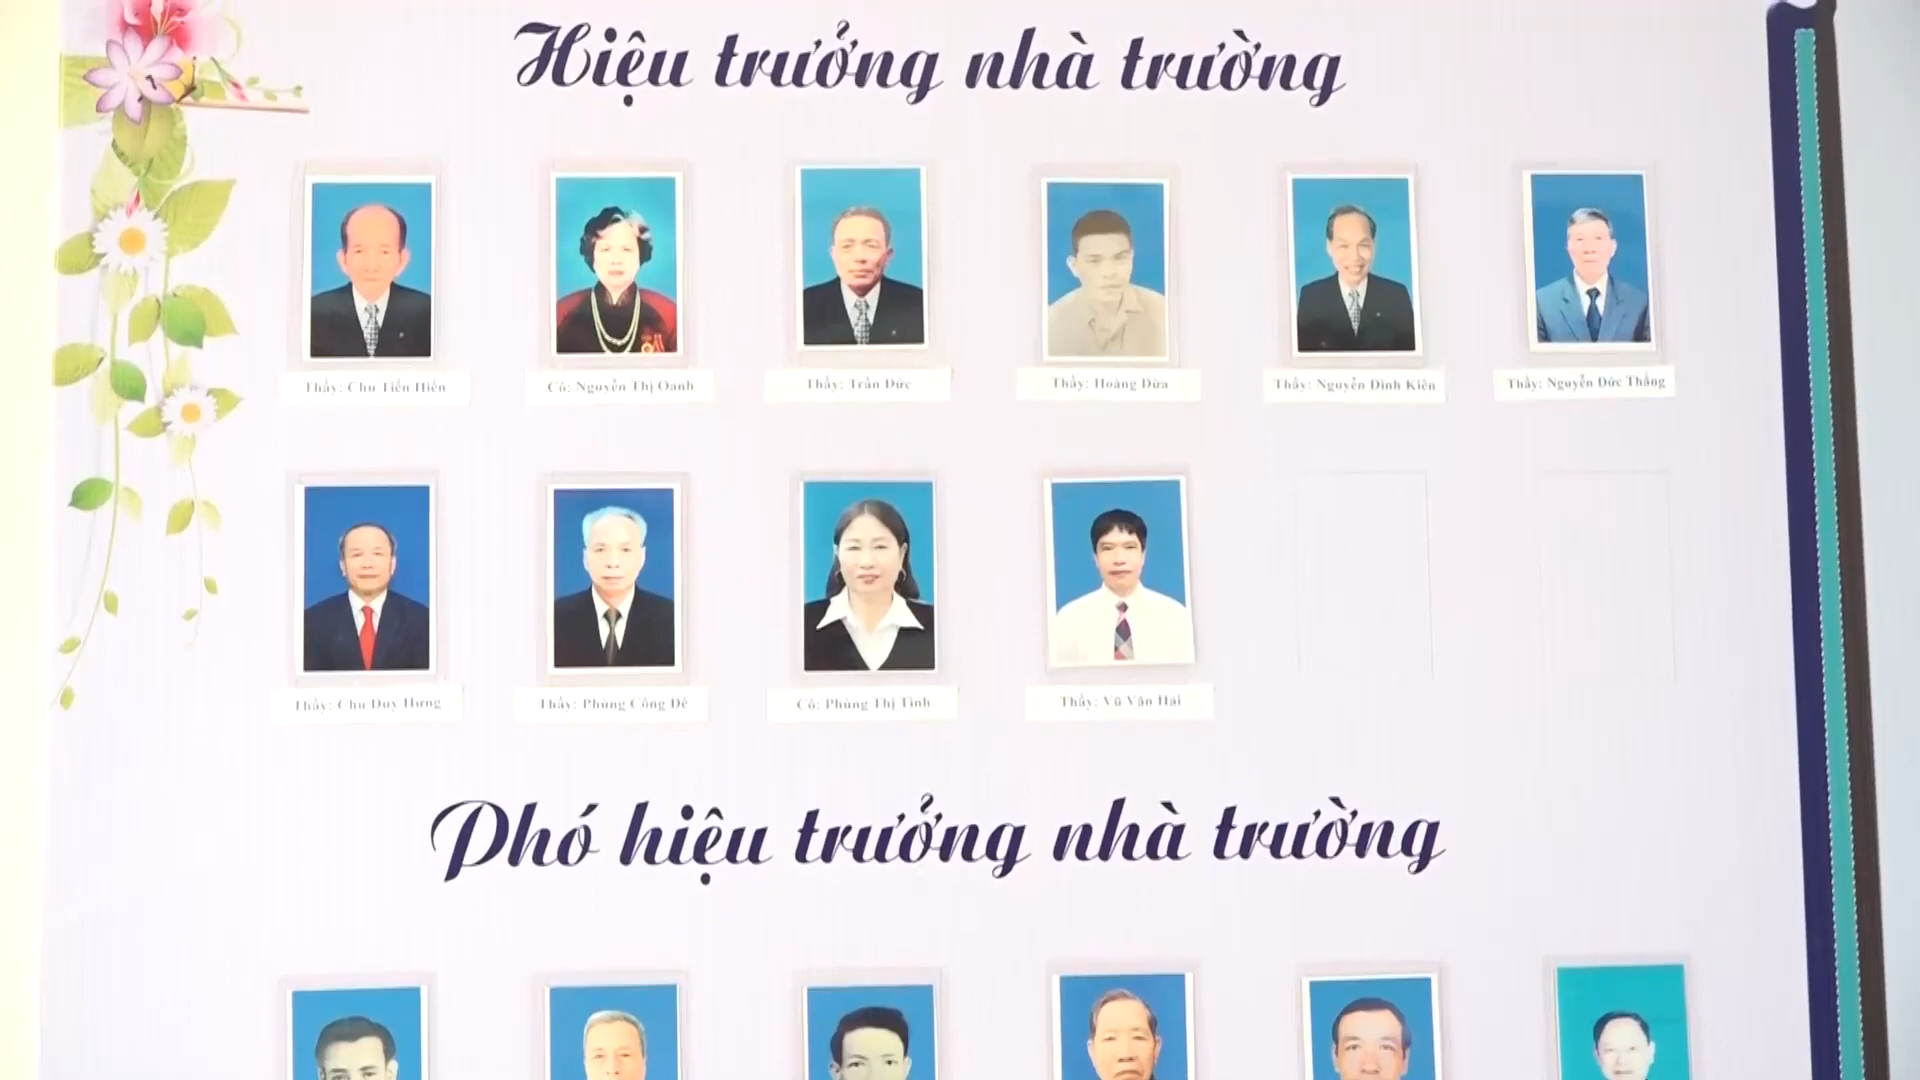 Hiệu trưởng nhà trường
Thầy: Chu Tiến Hiên
Cô: Nguyễn Thị Oanh
Thầy: Trần Đức
Thầy: Hoàng Dừa
Thầy: Nguyễn Đình Kiên
Thầy: Nguyễn Đức Thắng
Thầy: Chu Duy Hưng
Thầy: Phùng Công Dệ
Cô: Phùng Thị Tình
Thầy: Vũ Văn Hai
Phó hiệu trưởng nhà trường